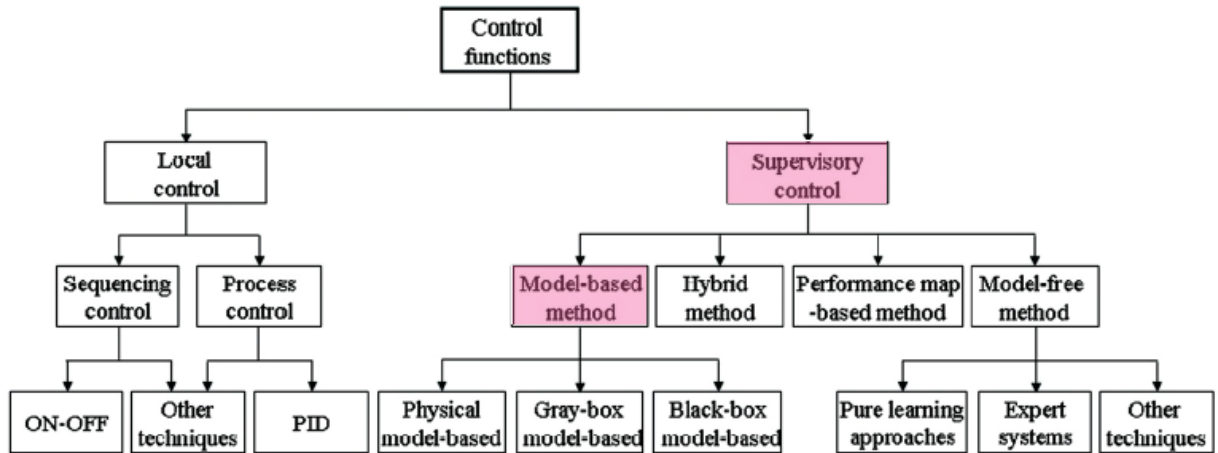 Control
functions
Local
control
Supervisory
control
Sequencing
control
Process
control
Model-based
method
Hybrid
method
Performance map
-based method
Model-free
method
ON-OFF
Other
techniques
PID
Physical
model-based
Gray-box
model-based
Black-box
model-based
Pure learning
approaches
Expert
systems
Other
techniques